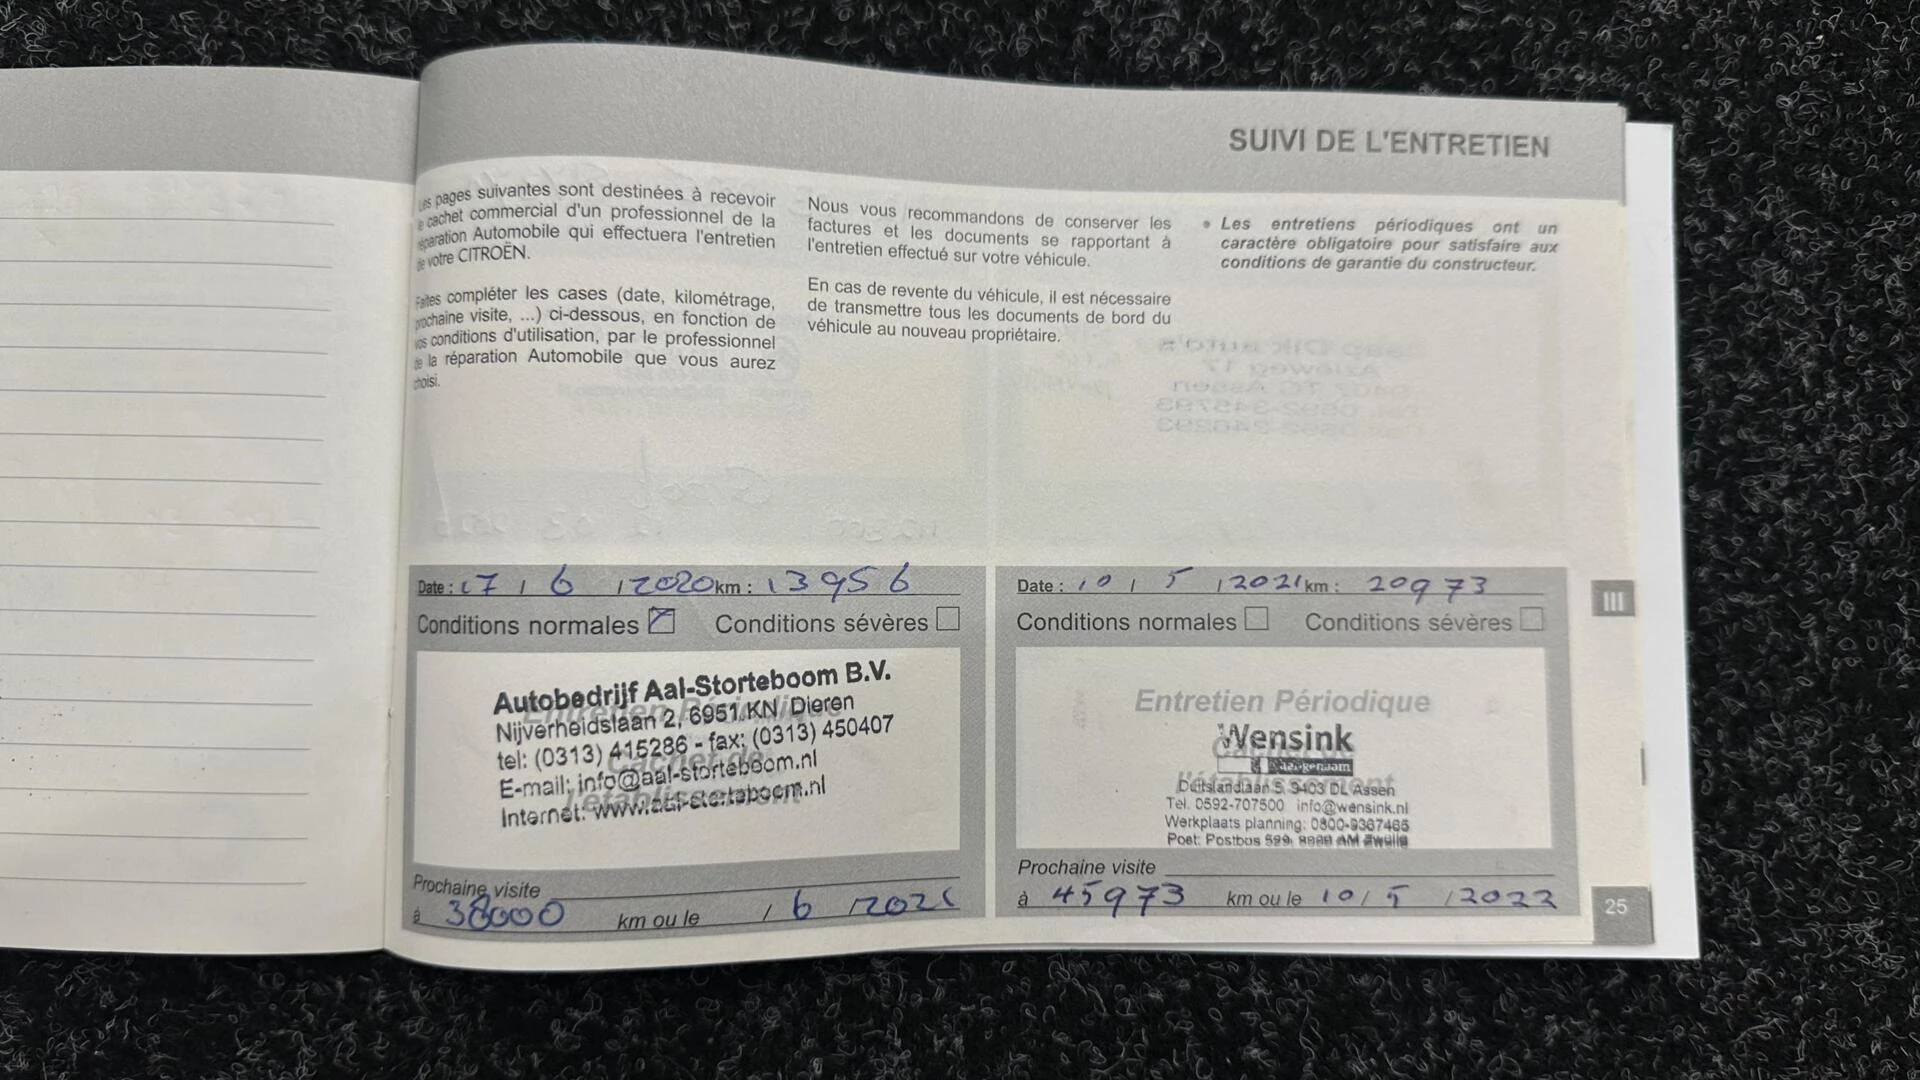 SUIVI DE L'ENTRETIEN
Les pages suivantes sont destinées à recevoir
le cachet commercial d'un professionnel de la
réparation Automobile qui effectuera l'entretien
de votre CITROËN.
Faites compléter les cases (date, kilométrage,
prochaine visite, ...) ci-dessous, en fonction de
vos conditions d'utilisation, par le professionnel
de la réparation Automobile que vous aurez
choisi.
Nous vous recommandons de conserver les
factures et les documents se rapportant à
l'entretien effectué sur votre véhicule.
En cas de revente du véhicule, il est nécessaire
de transmettre tous les documents de bord du
véhicule au nouveau propriétaire.
• Les entretiens périodiques ont un
caractère obligatoire pour satisfaire aux
conditions de garantie du constructeur.
Date : 17 / 6 / 2020 km : 13956
Conditions normales Conditions sévères
Autobedrijf Aal-Storteboom B.V.
Nijverheidslaan 2, 6951 KN Dieren
tel: (0313) 415286 - fax: (0313) 450407
E-mail: info@aal-storteboom.nl
Internet: www.aal-storteboom.nl
Prochaine visite
à 38000 km ou le / 6 / 2021
Date : 10 / 5 / 2021 km : 20973
Conditions normales Conditions sévères
Entretien Périodique
Wensink
Cachet de
l'établissement
Duitslandlaan 5, 9403 DL Assen
Tel. 0592-707500 info@wensink.nl
Werkplaats planning: 0800-9367465
Post: Postbus 529, AM Zwolle
Prochaine visite
à 45973 km ou le 10 / 5 / 2022
III
25